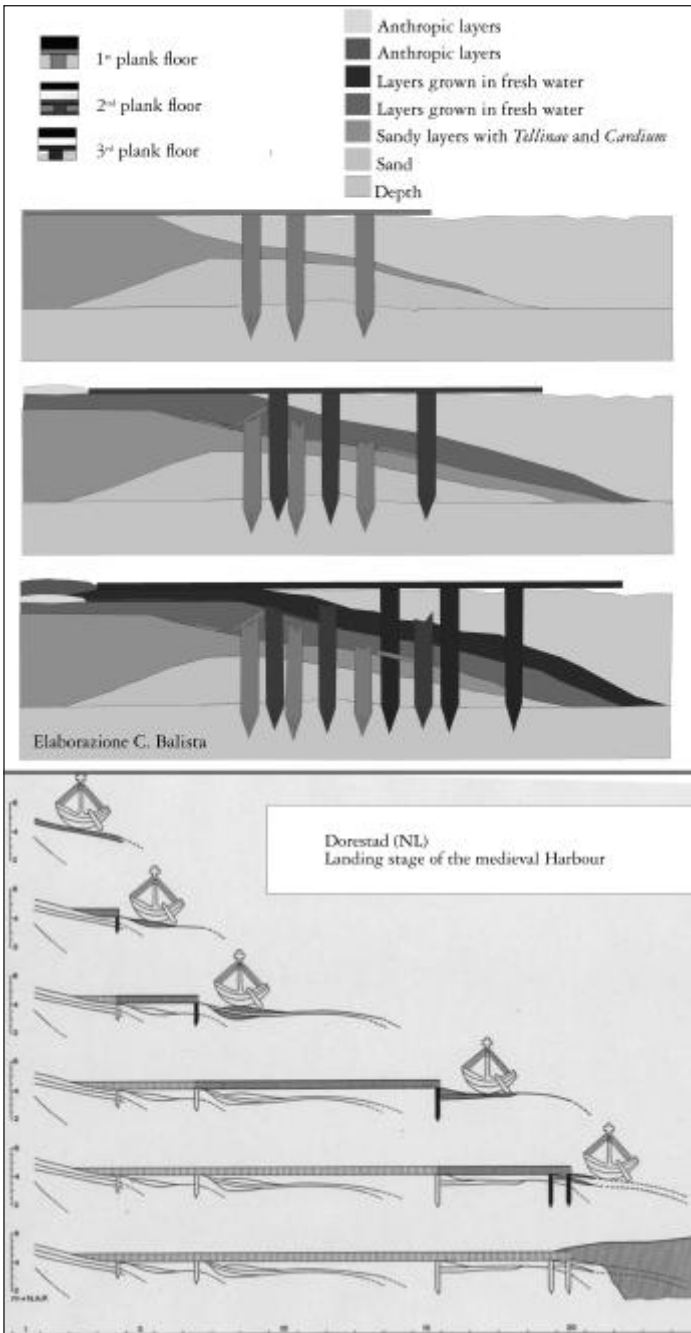 1st plank floor
2nd plank floor
3rd plank floor
Anthropic layers
Anthropic layers
Layers grown in fresh water
Layers grown in fresh water
Sandy layers with Tellinae and Cardium
Sand
Depth
Elaborazione C. Balista
Dorestad (NL)
Landing stage of the medieval Harbour